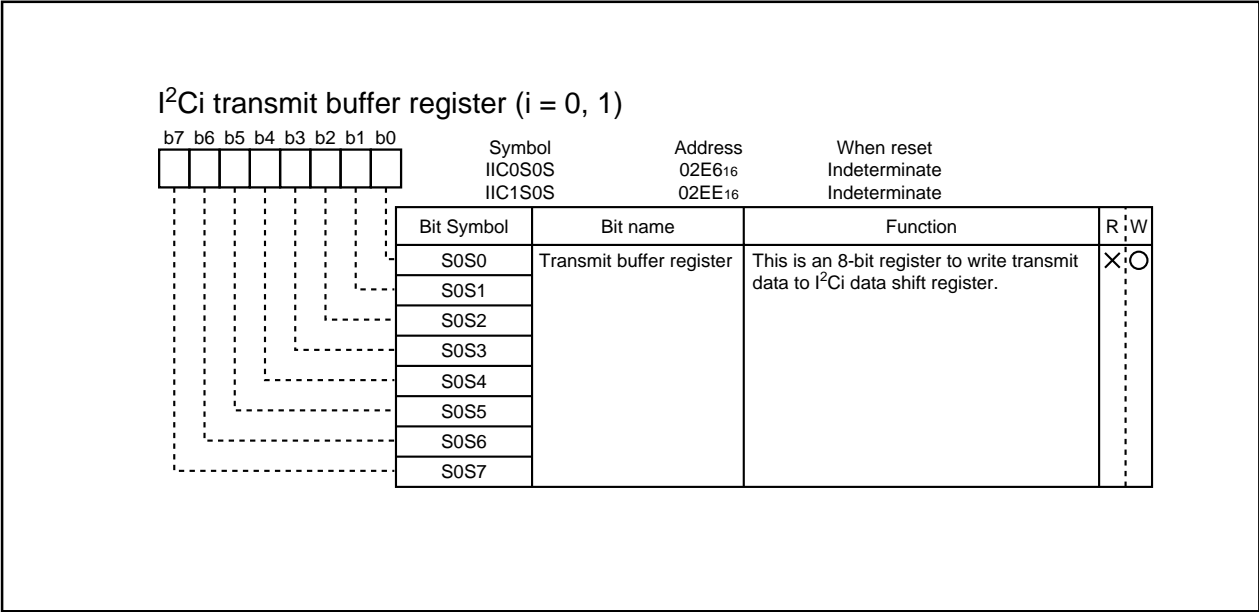 I²Ci transmit buffer register (i = 0, 1)
b7 b6 b5 b4 b3 b2 b1 b0
Symbol Address When reset
IIC0S0S 02E6₁₆ Indeterminate
IIC1S0S 02EE₁₆ Indeterminate
Bit Symbol Bit name Function R W
S0S0 Transmit buffer register This is an 8-bit register to write transmit × ○
data to I²Ci data shift register.
S0S1
S0S2
S0S3
S0S4
S0S5
S0S6
S0S7